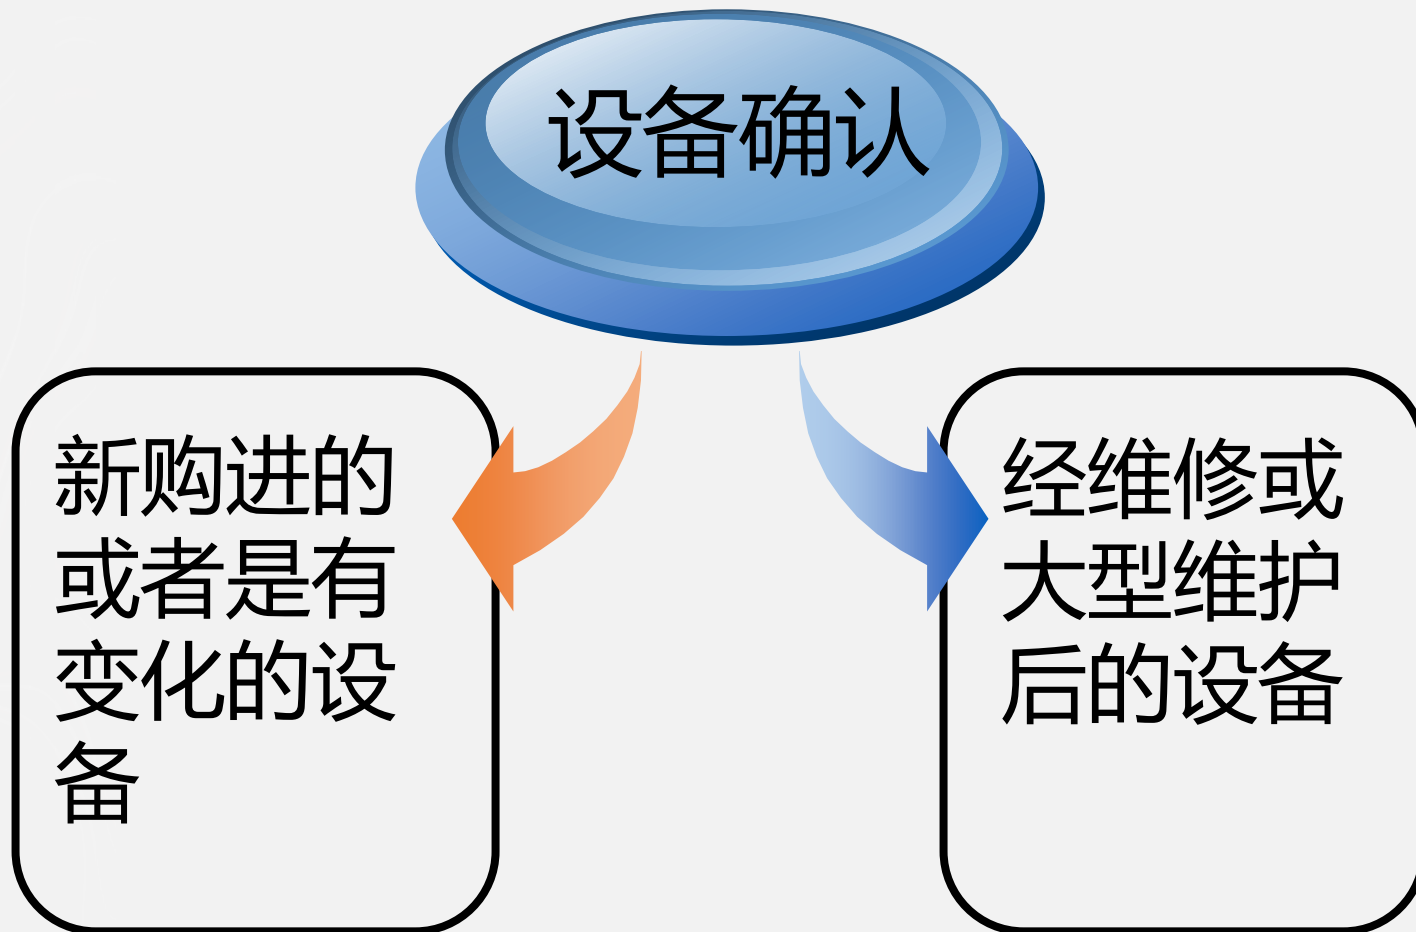 设备确认
新购进的
或者是有
变化的设
备
经维修或
大型维护
后的设备